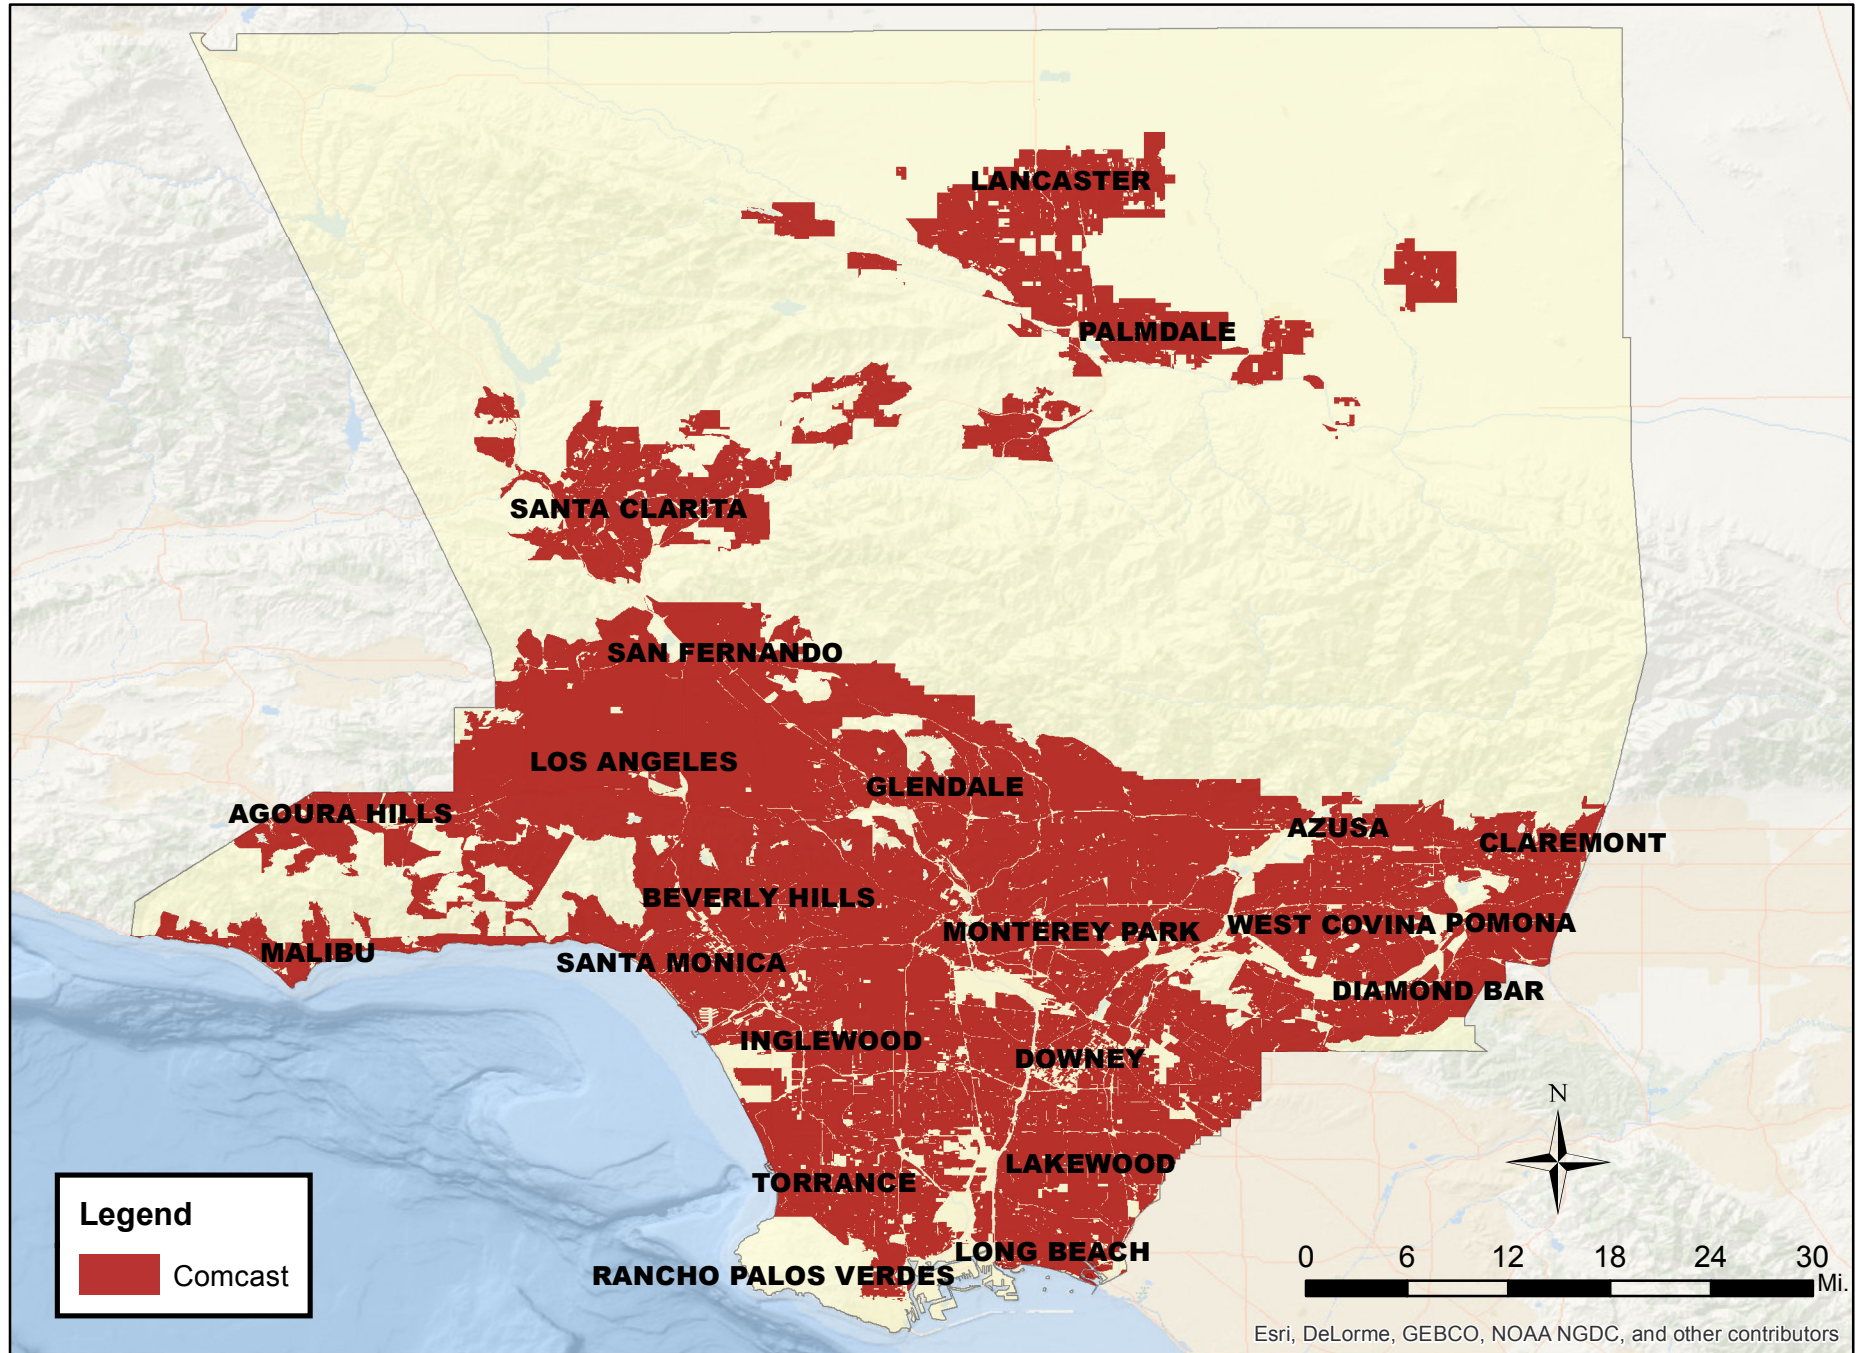 LANCASTER
PALMDALE
SANTA CLARITA
SAN FERNANDO
LOS ANGELES
GLENDALE
AGOURA HILLS
AZUSA
CLAREMONT
BEVERLY HILLS
MONTEREY PARK
WEST COVINA
POMONA
MALIBU
SANTA MONICA
DIAMOND BAR
INGLEWOOD
DOWNEY
N
LAKEWOOD
TORRANCE
LONG BEACH
RANCHO PALOS VERDES
Legend
Comcast
0 6 12 18 24 30
Mi.
Esri, DeLorme, GEBCO, NOAA NGDC, and other contributors